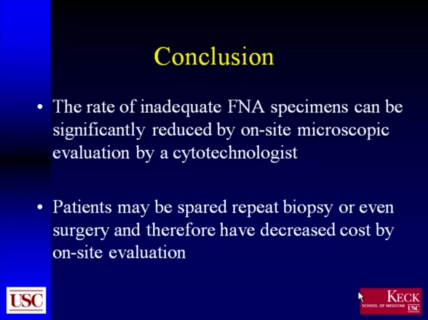 Conclusion
• The rate of inadequate FNA specimens can be
significantly reduced by on-site microscopic
evaluation by a cytotechnologist
• Patients may be spared repeat biopsy or even
surgery and therefore have decreased cost by
on-site evaluation
USC
KECK
SCHOOL OF MEDICINE USC